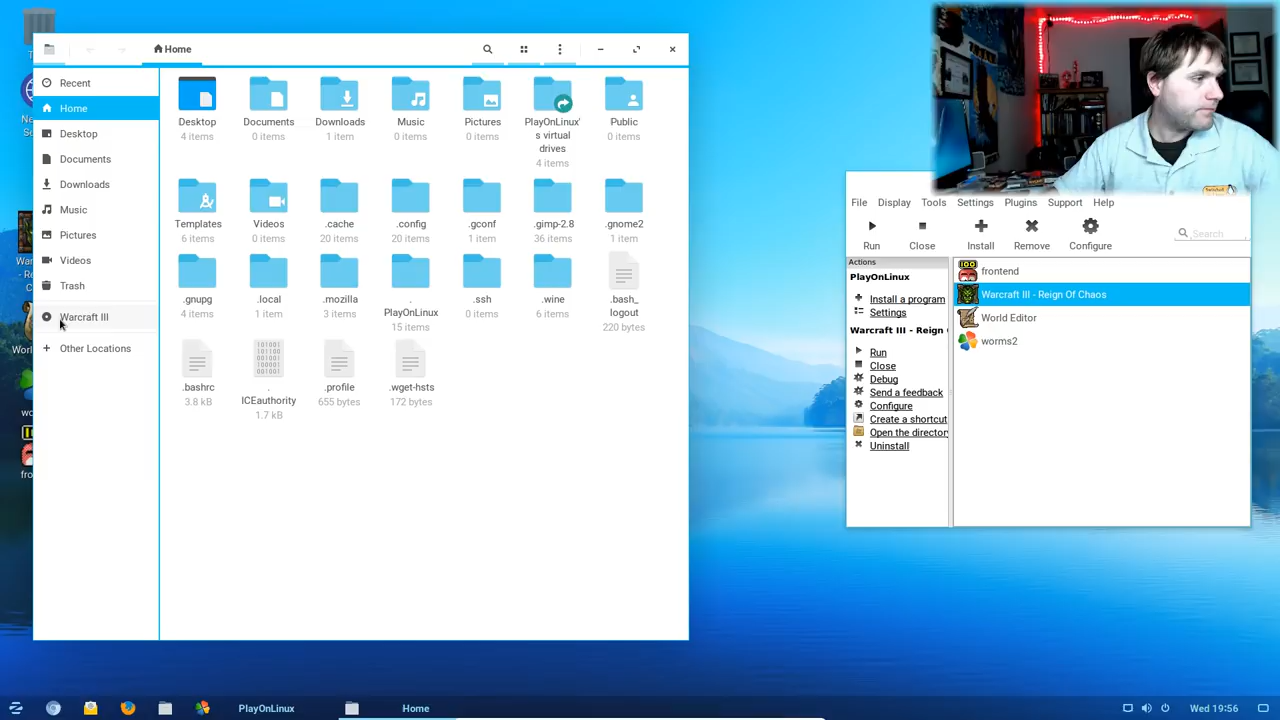 Home
Recent
Home
Desktop
Documents
Downloads
Music
Pictures
Videos
Trash
Warcraft III
Other Locations
Desktop
4 items
Documents
0 items
Downloads
1 item
Music
0 items
Pictures
0 items
PlayOnLinux'
s virtual
drives
4 items
Public
0 items
Templates
6 items
Videos
0 items
.cache
20 items
.config
20 items
.gconf
1 item
.gimp-2.8
36 items
.gnome2
1 item
.gnupg
4 items
.local
1 item
.mozilla
3 items
.
PlayOnLinux
15 items
.ssh
0 items
.wine
6 items
.bash_
logout
220 bytes
.bashrc
3.8 kB
.
ICEauthority
1.7 kB
.profile
655 bytes
.wget-hsts
172 bytes
File Display Tools Settings Plugins Support Help
Run Close Install Remove Configure Search
Actions
PlayOnLinux
Install a program
Settings
Warcraft III - Reign
Run
Close
Debug
Send a feedback
Configure
Create a shortcut
Open the director
Uninstall
frontend
Warcraft III - Reign Of Chaos
World Editor
worms2
PlayOnLinux
Home
Wed 19:56